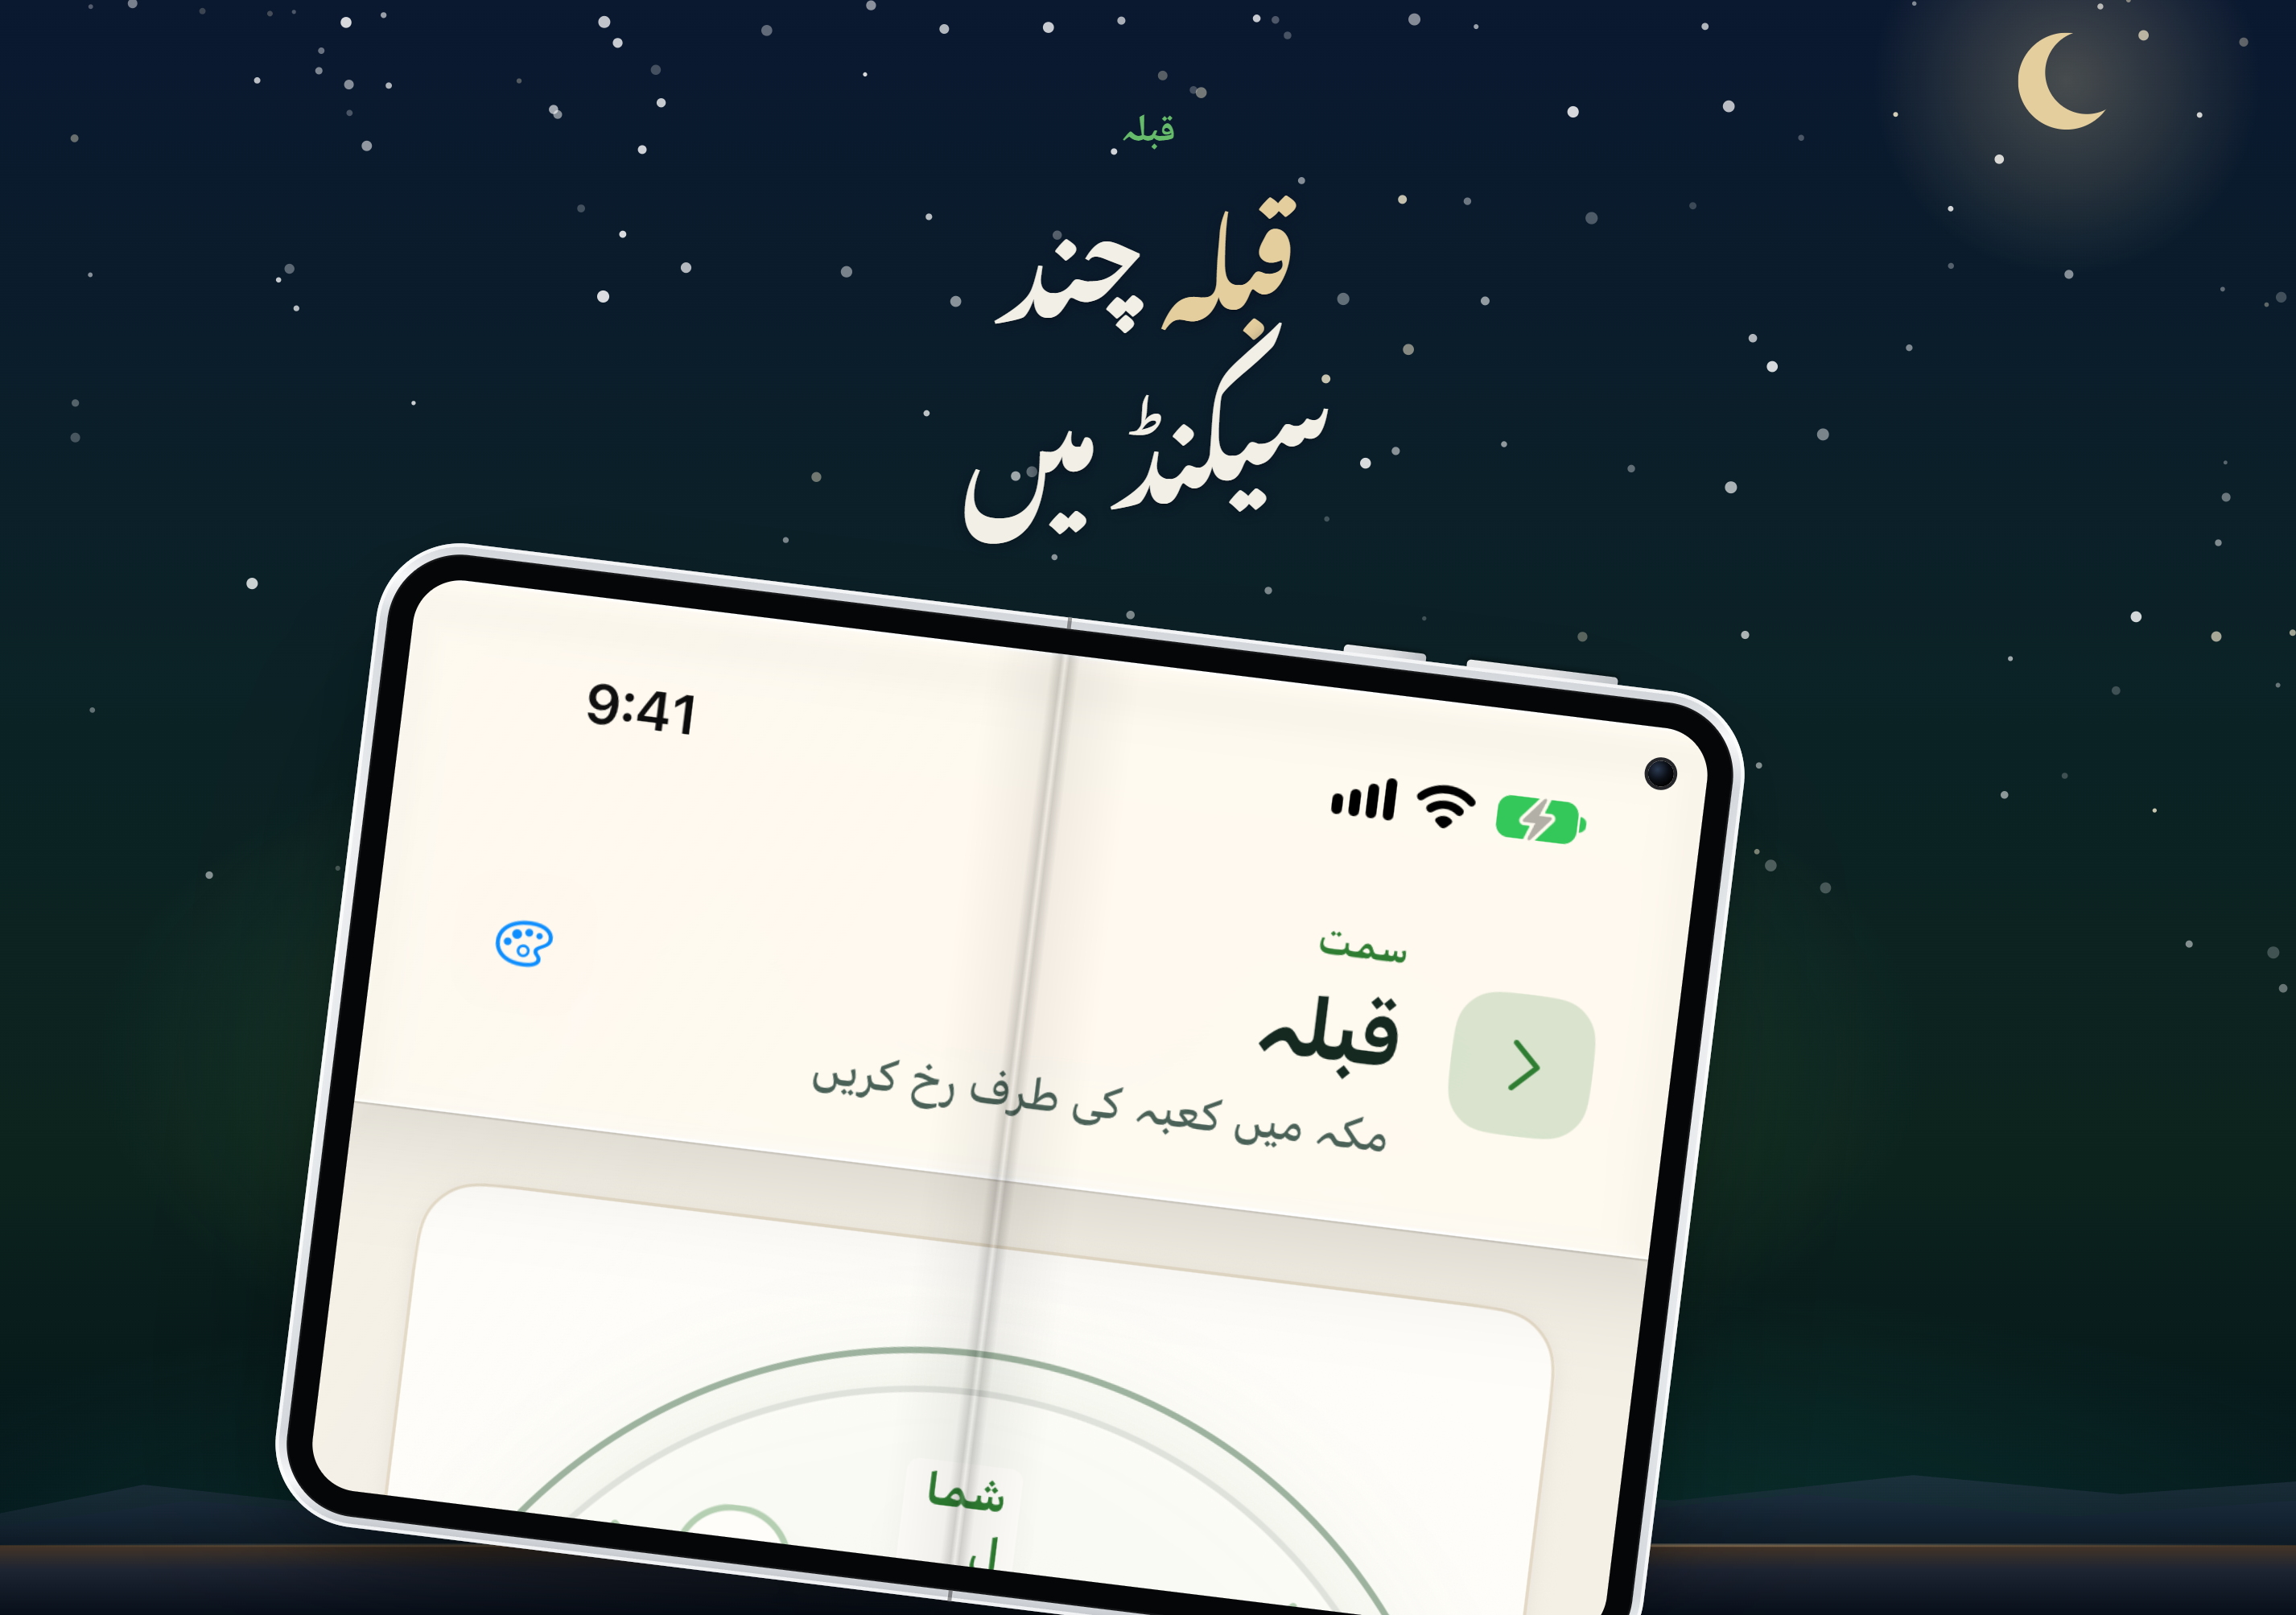 قبلہ
قبلہ چند
سیکنڈ میں
9:41
سمت
قبلہ
مکہ میں کعبہ کی طرف رخ کریں
شما
ل